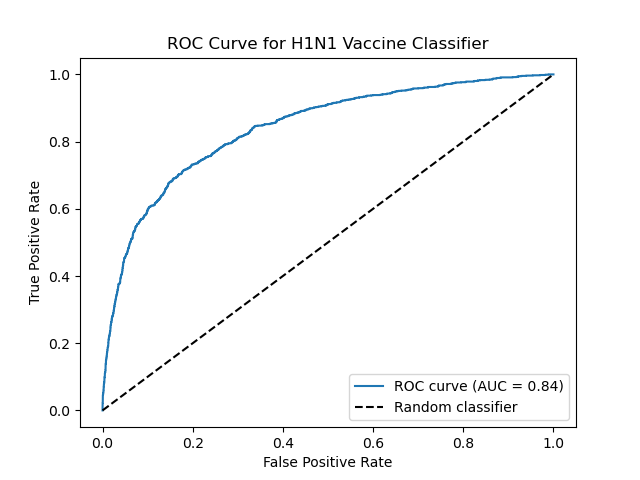 ROC Curve for H1N1 Vaccine Classifier
1.0
0.8
0.6
0.4
0.2
0.0
True Positive Rate
ROC curve (AUC = 0.84)
Random classifier
0.0 0.2 0.4 0.6 0.8 1.0
False Positive Rate